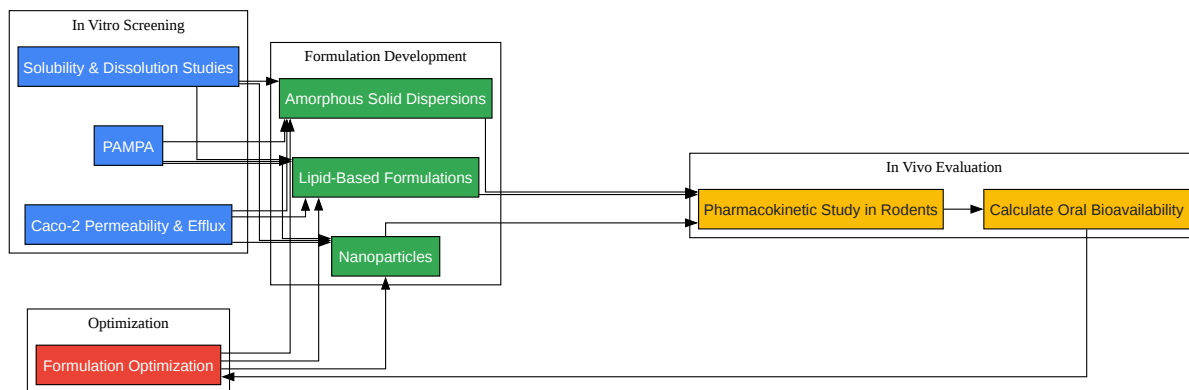 In Vitro Screening
Solubility & Dissolution Studies
PAMPA
Caco-2 Permeability & Efflux
Formulation Development
Amorphous Solid Dispersions
Lipid-Based Formulations
Nanoparticles
In Vivo Evaluation
Pharmacokinetic Study in Rodents
Calculate Oral Bioavailability
Optimization
Formulation Optimization